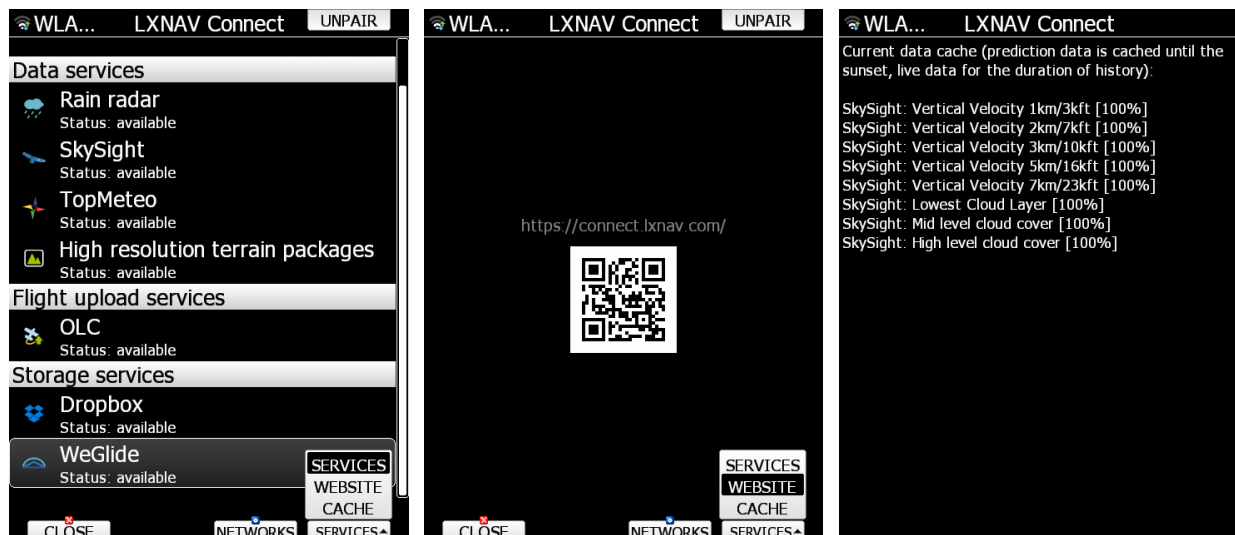 WLA... LXNAV Connect UNPAIR
Data services
Rain radar
Status: available
SkySight
Status: available
TopMeteo
Status: available
High resolution terrain packages
Status: available
Flight upload services
OLC
Status: available
Storage services
Dropbox
Status: available
WeGlide
Status: available
SERVICES
WEBSITE
CACHE
CLOSE NETWORKS SERVICES
WLA... LXNAV Connect UNPAIR
https://connect.lxnav.com/
SERVICES
WEBSITE
CACHE
CLOSE NETWORKS SERVICES
WLA... LXNAV Connect
Current data cache (prediction data is cached until the
sunset, live data for the duration of history):
SkySight: Vertical Velocity 1km/3kft [100%]
SkySight: Vertical Velocity 2km/7kft [100%]
SkySight: Vertical Velocity 3km/10kft [100%]
SkySight: Vertical Velocity 5km/16kft [100%]
SkySight: Vertical Velocity 7km/23kft [100%]
SkySight: Lowest Cloud Layer [100%]
SkySight: Mid level cloud cover [100%]
SkySight: High level cloud cover [100%]